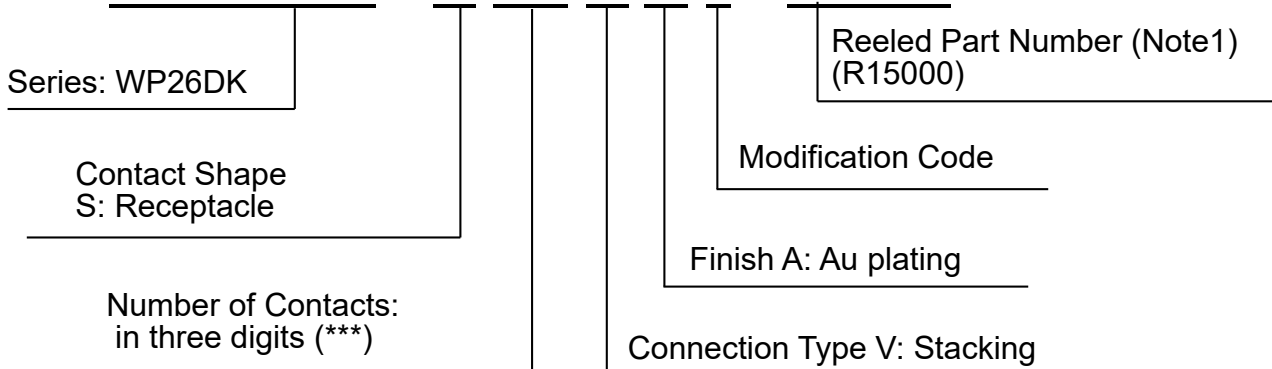 Reeled Part Number (Note1)
(R15000)
Series: WP26DK
Modification Code
Contact Shape
S: Receptacle
Finish A: Au plating
Number of Contacts:
in three digits (***)
Connection Type V: Stacking